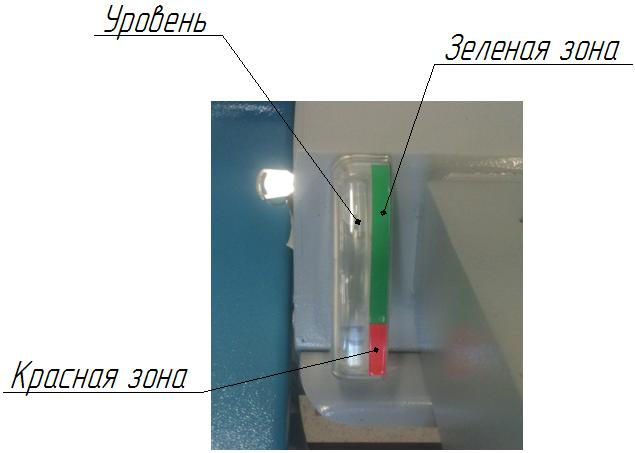 Уровень
Зеленая зона
Красная зона